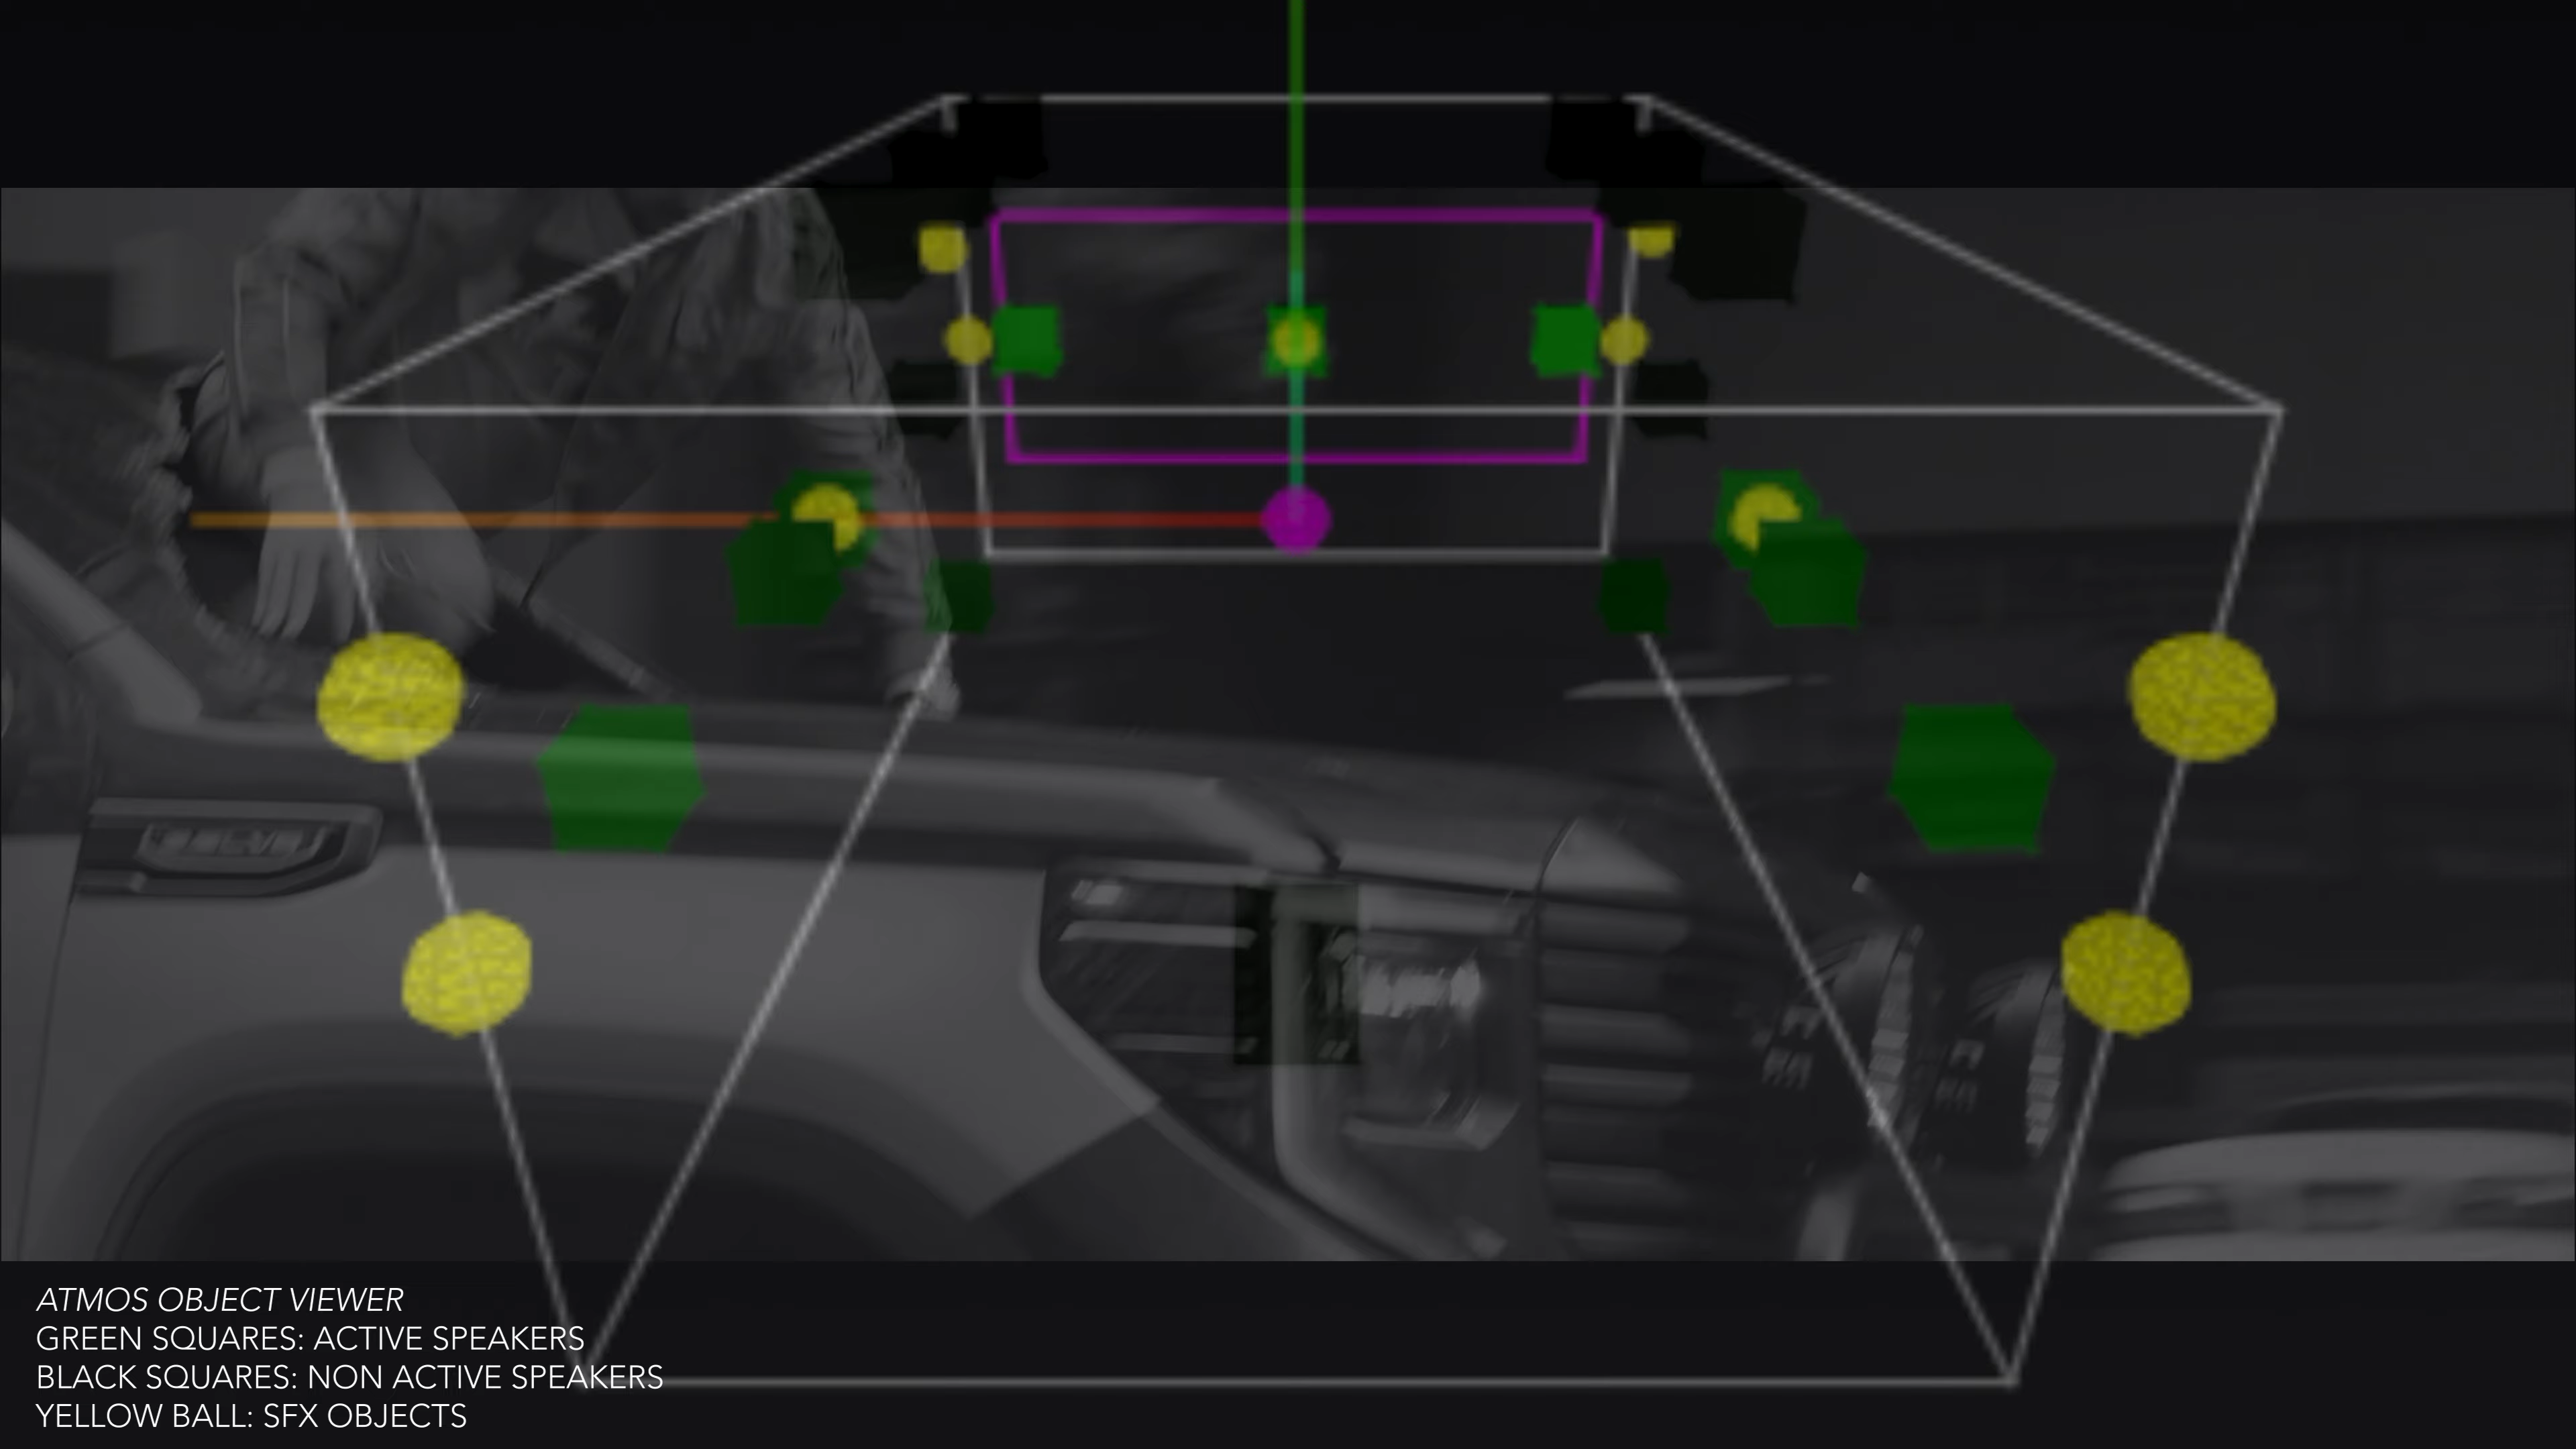 ATMOS OBJECT VIEWER
GREEN SQUARES: ACTIVE SPEAKERS
BLACK SQUARES: NON ACTIVE SPEAKERS
YELLOW BALL: SFX OBJECTS